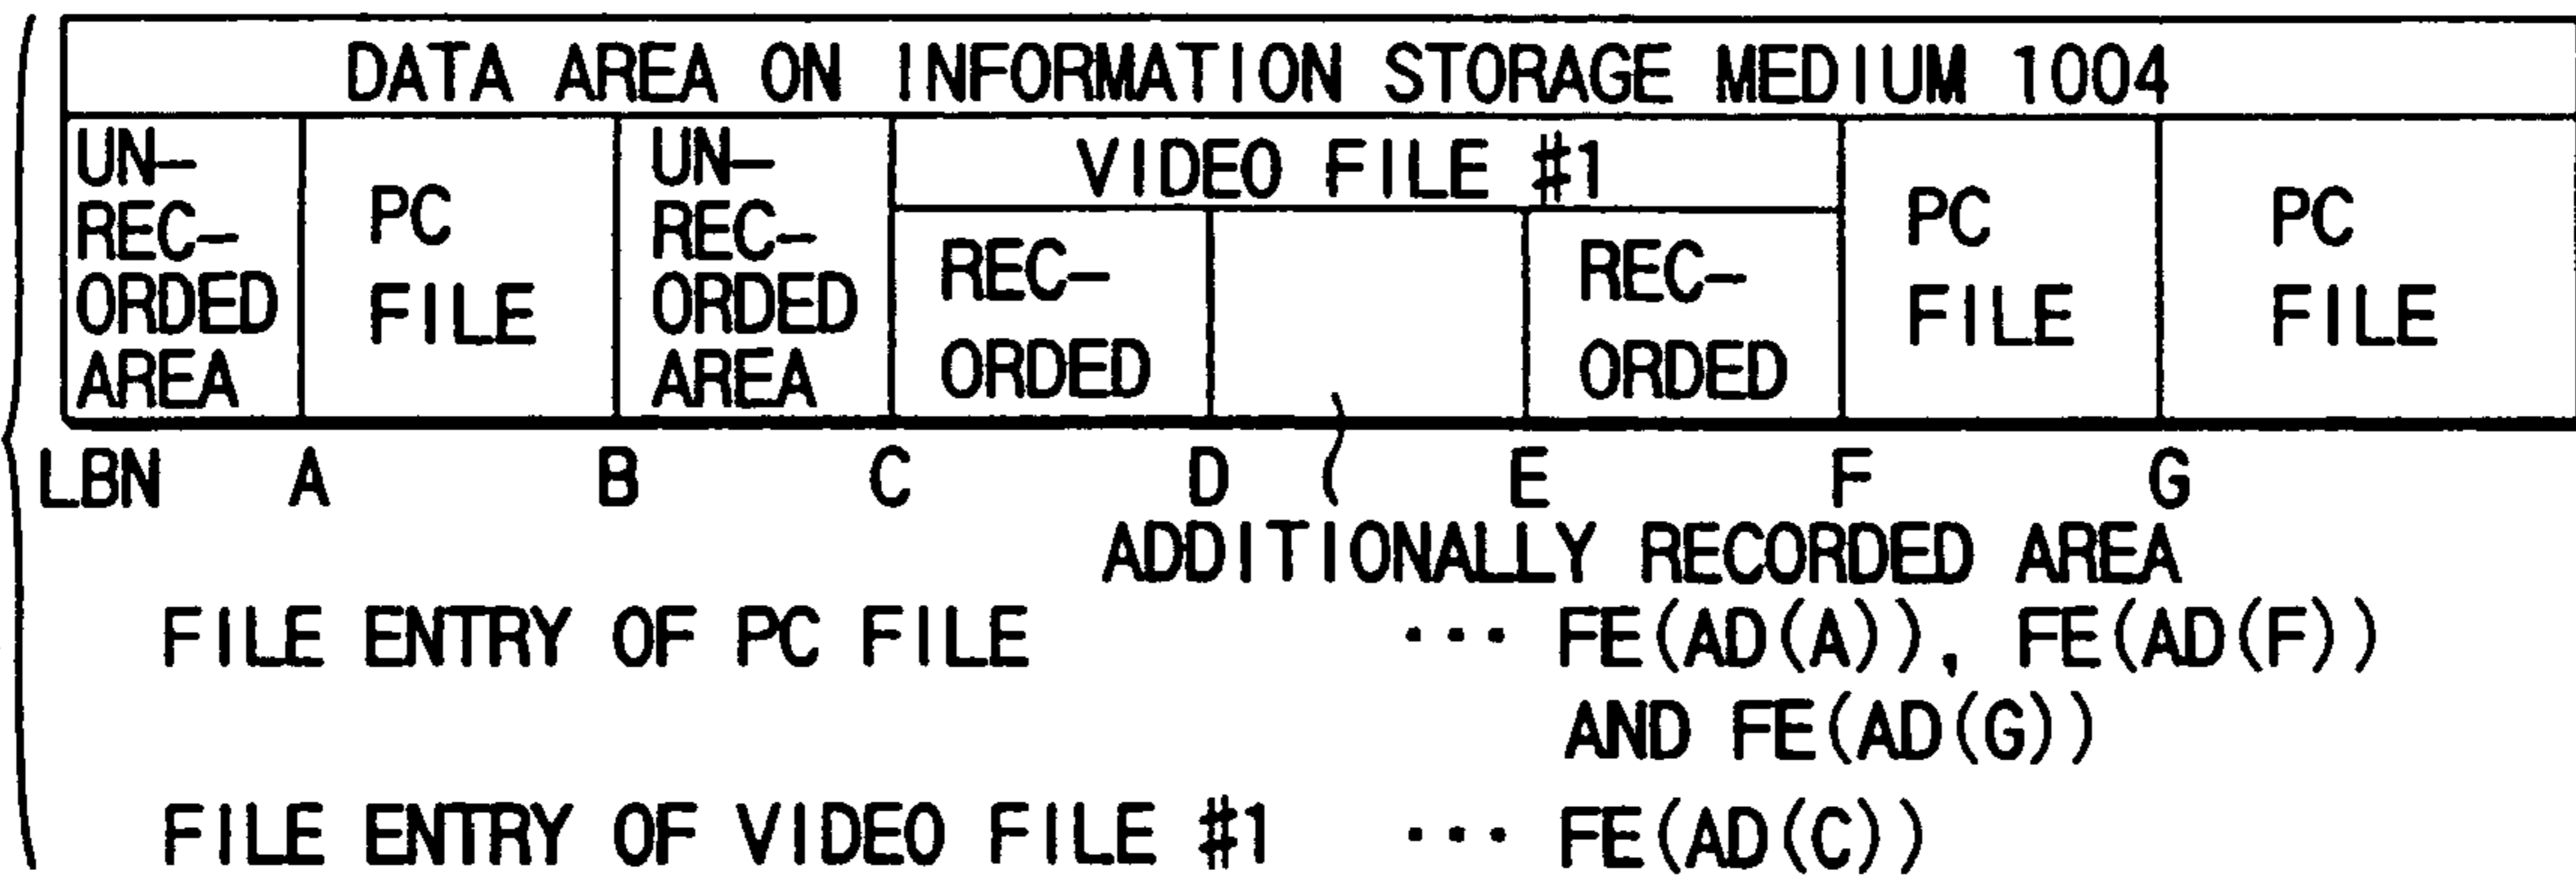 DATA AREA ON INFORMATION STORAGE MEDIUM 1004
UN-
REC-
ORDED
AREA
PC
FILE
UN-
REC-
ORDED
AREA
VIDEO FILE #1
REC-
ORDED
REC-
ORDED
PC
FILE
PC
FILE
LBN A B C D E F G
ADDITIONALLY RECORDED AREA
FILE ENTRY OF PC FILE ··· FE(AD(A)), FE(AD(F))
AND FE(AD(G))
FILE ENTRY OF VIDEO FILE #1 ··· FE(AD(C))